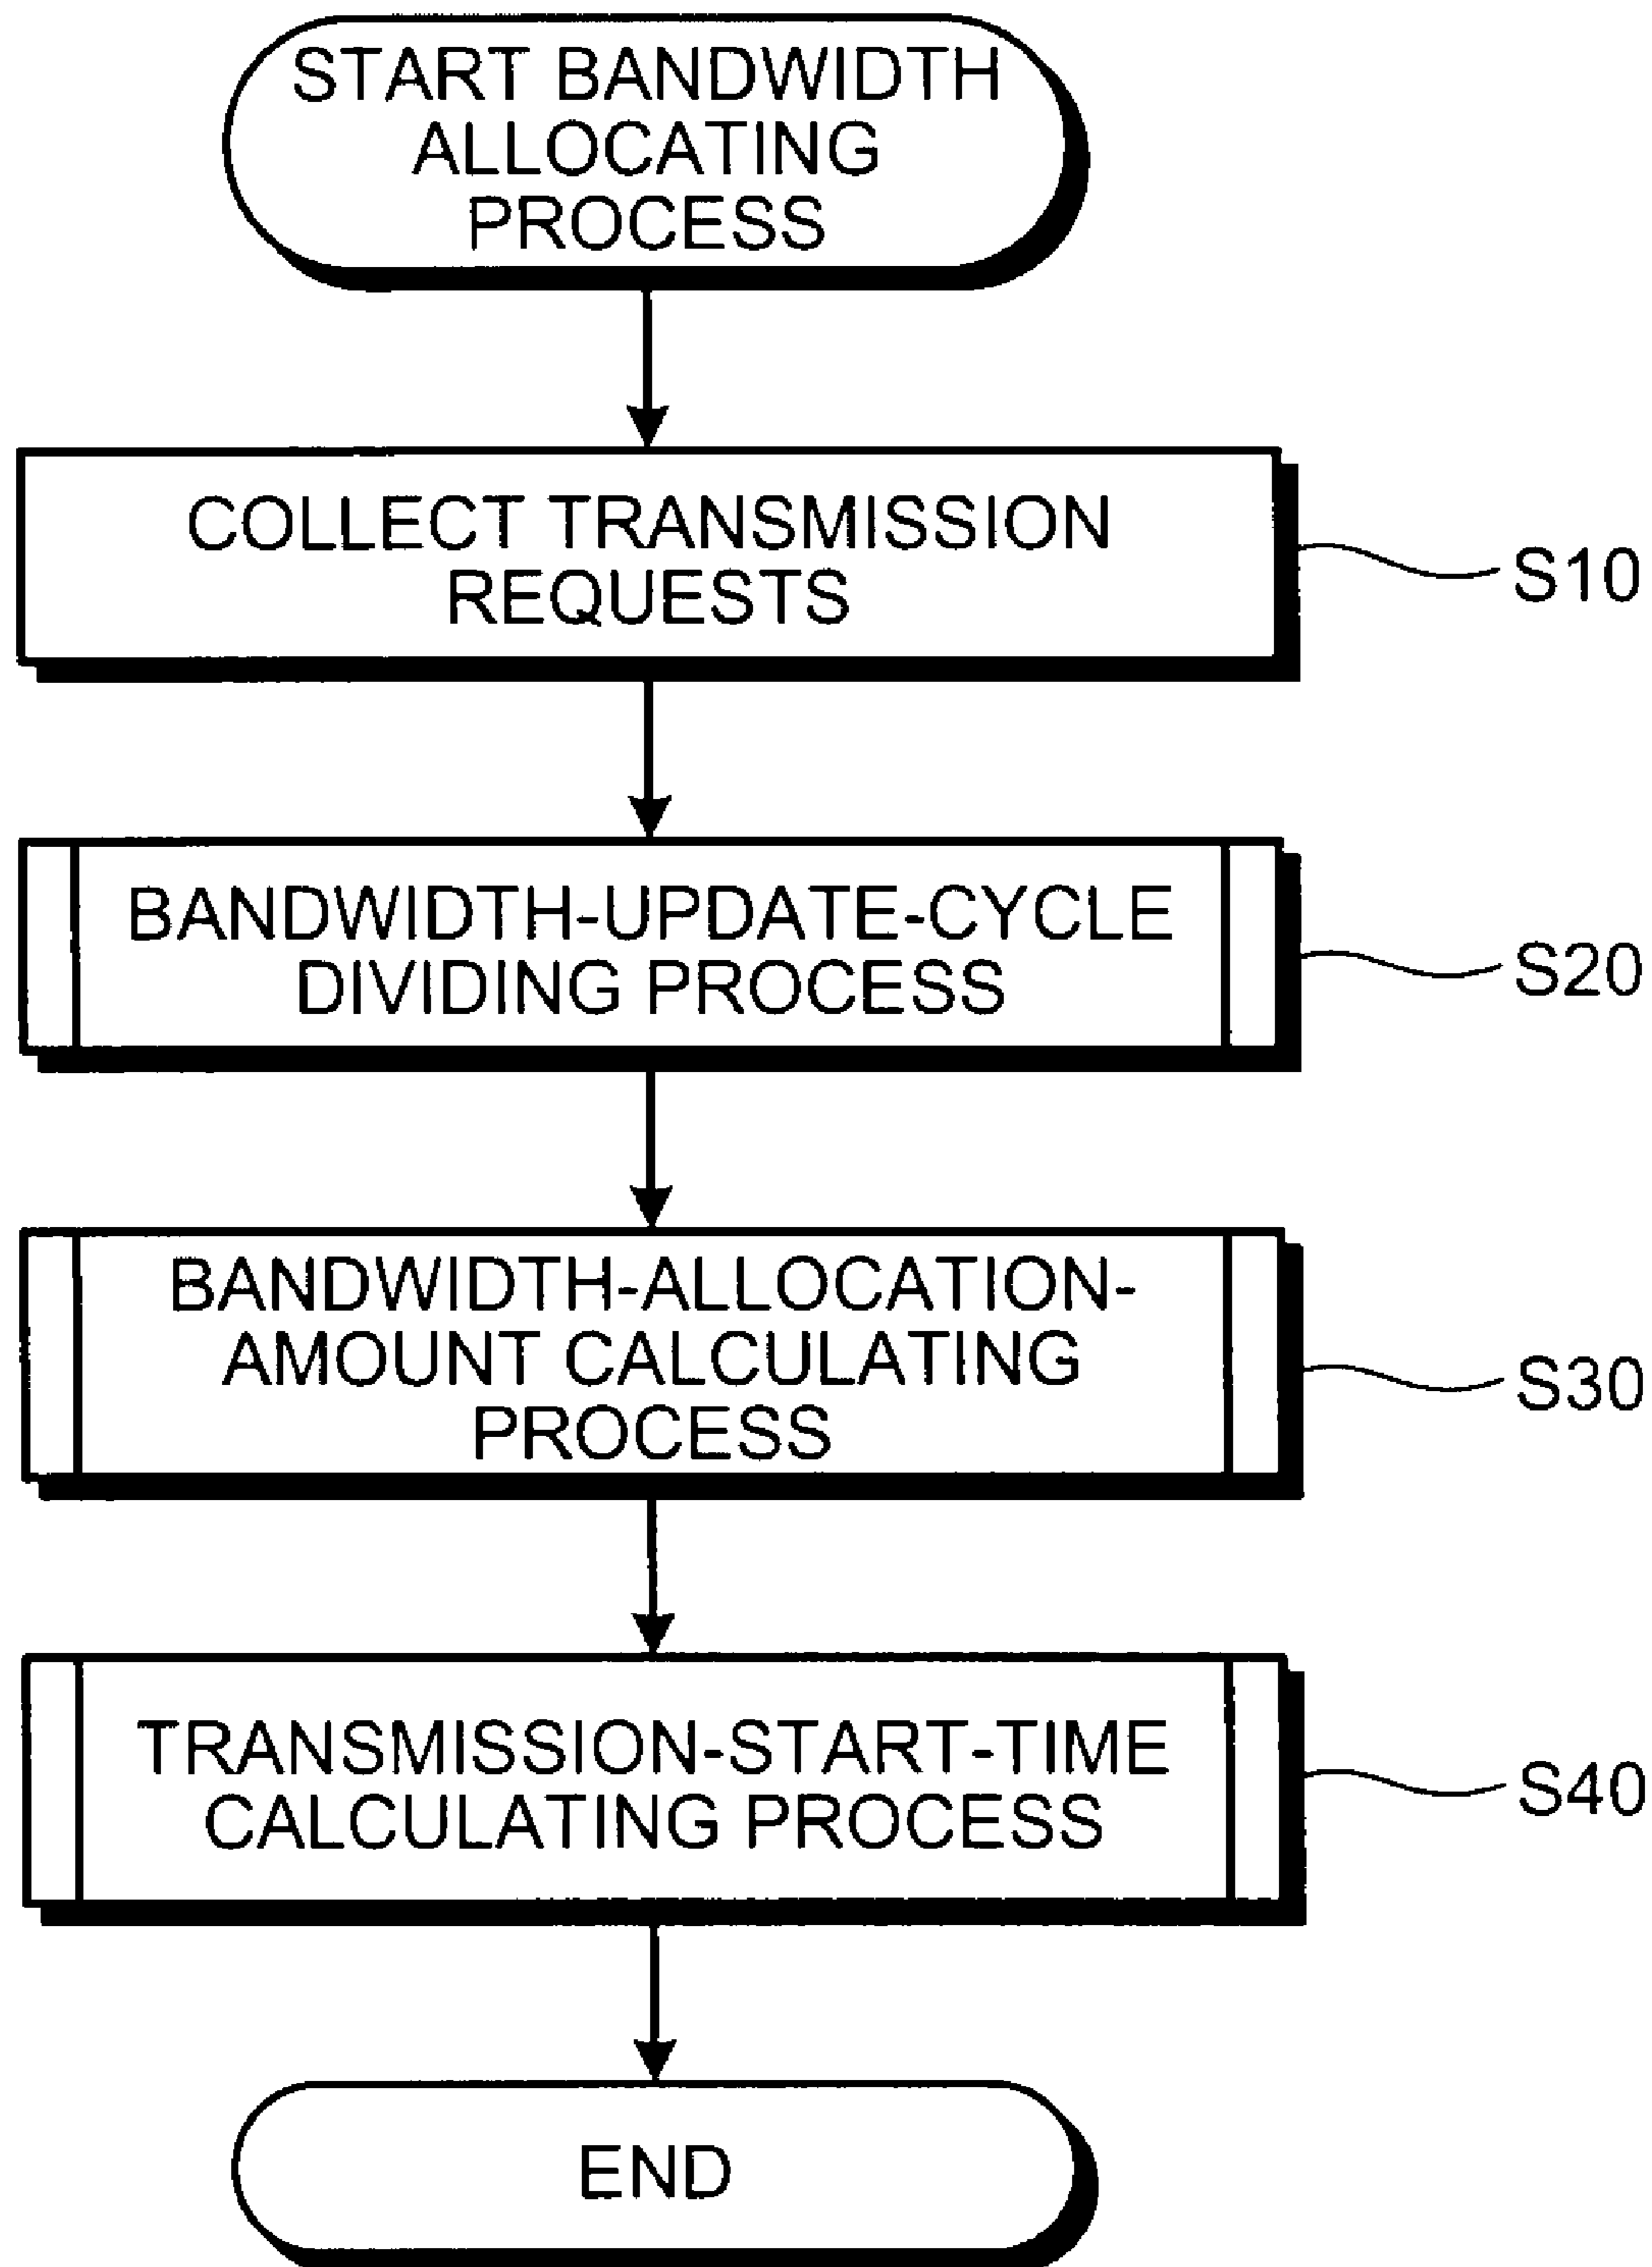 START BANDWIDTH
ALLOCATING
PROCESS
COLLECT TRANSMISSION
REQUESTS
S10
BANDWIDTH-UPDATE-CYCLE
DIVIDING PROCESS
S20
BANDWIDTH-ALLOCATION-
AMOUNT CALCULATING
PROCESS
S30
TRANSMISSION-START-TIME
CALCULATING PROCESS
S40
END